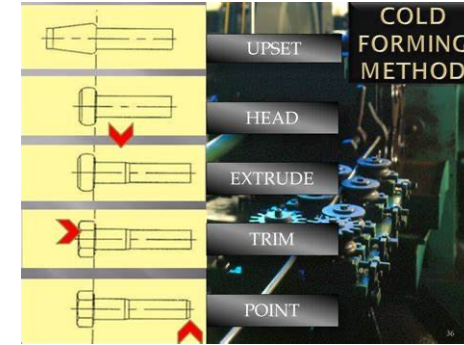 COLD
FORMING
METHOD
UPSET
HEAD
EXTRUDE
TRIM
POINT
36